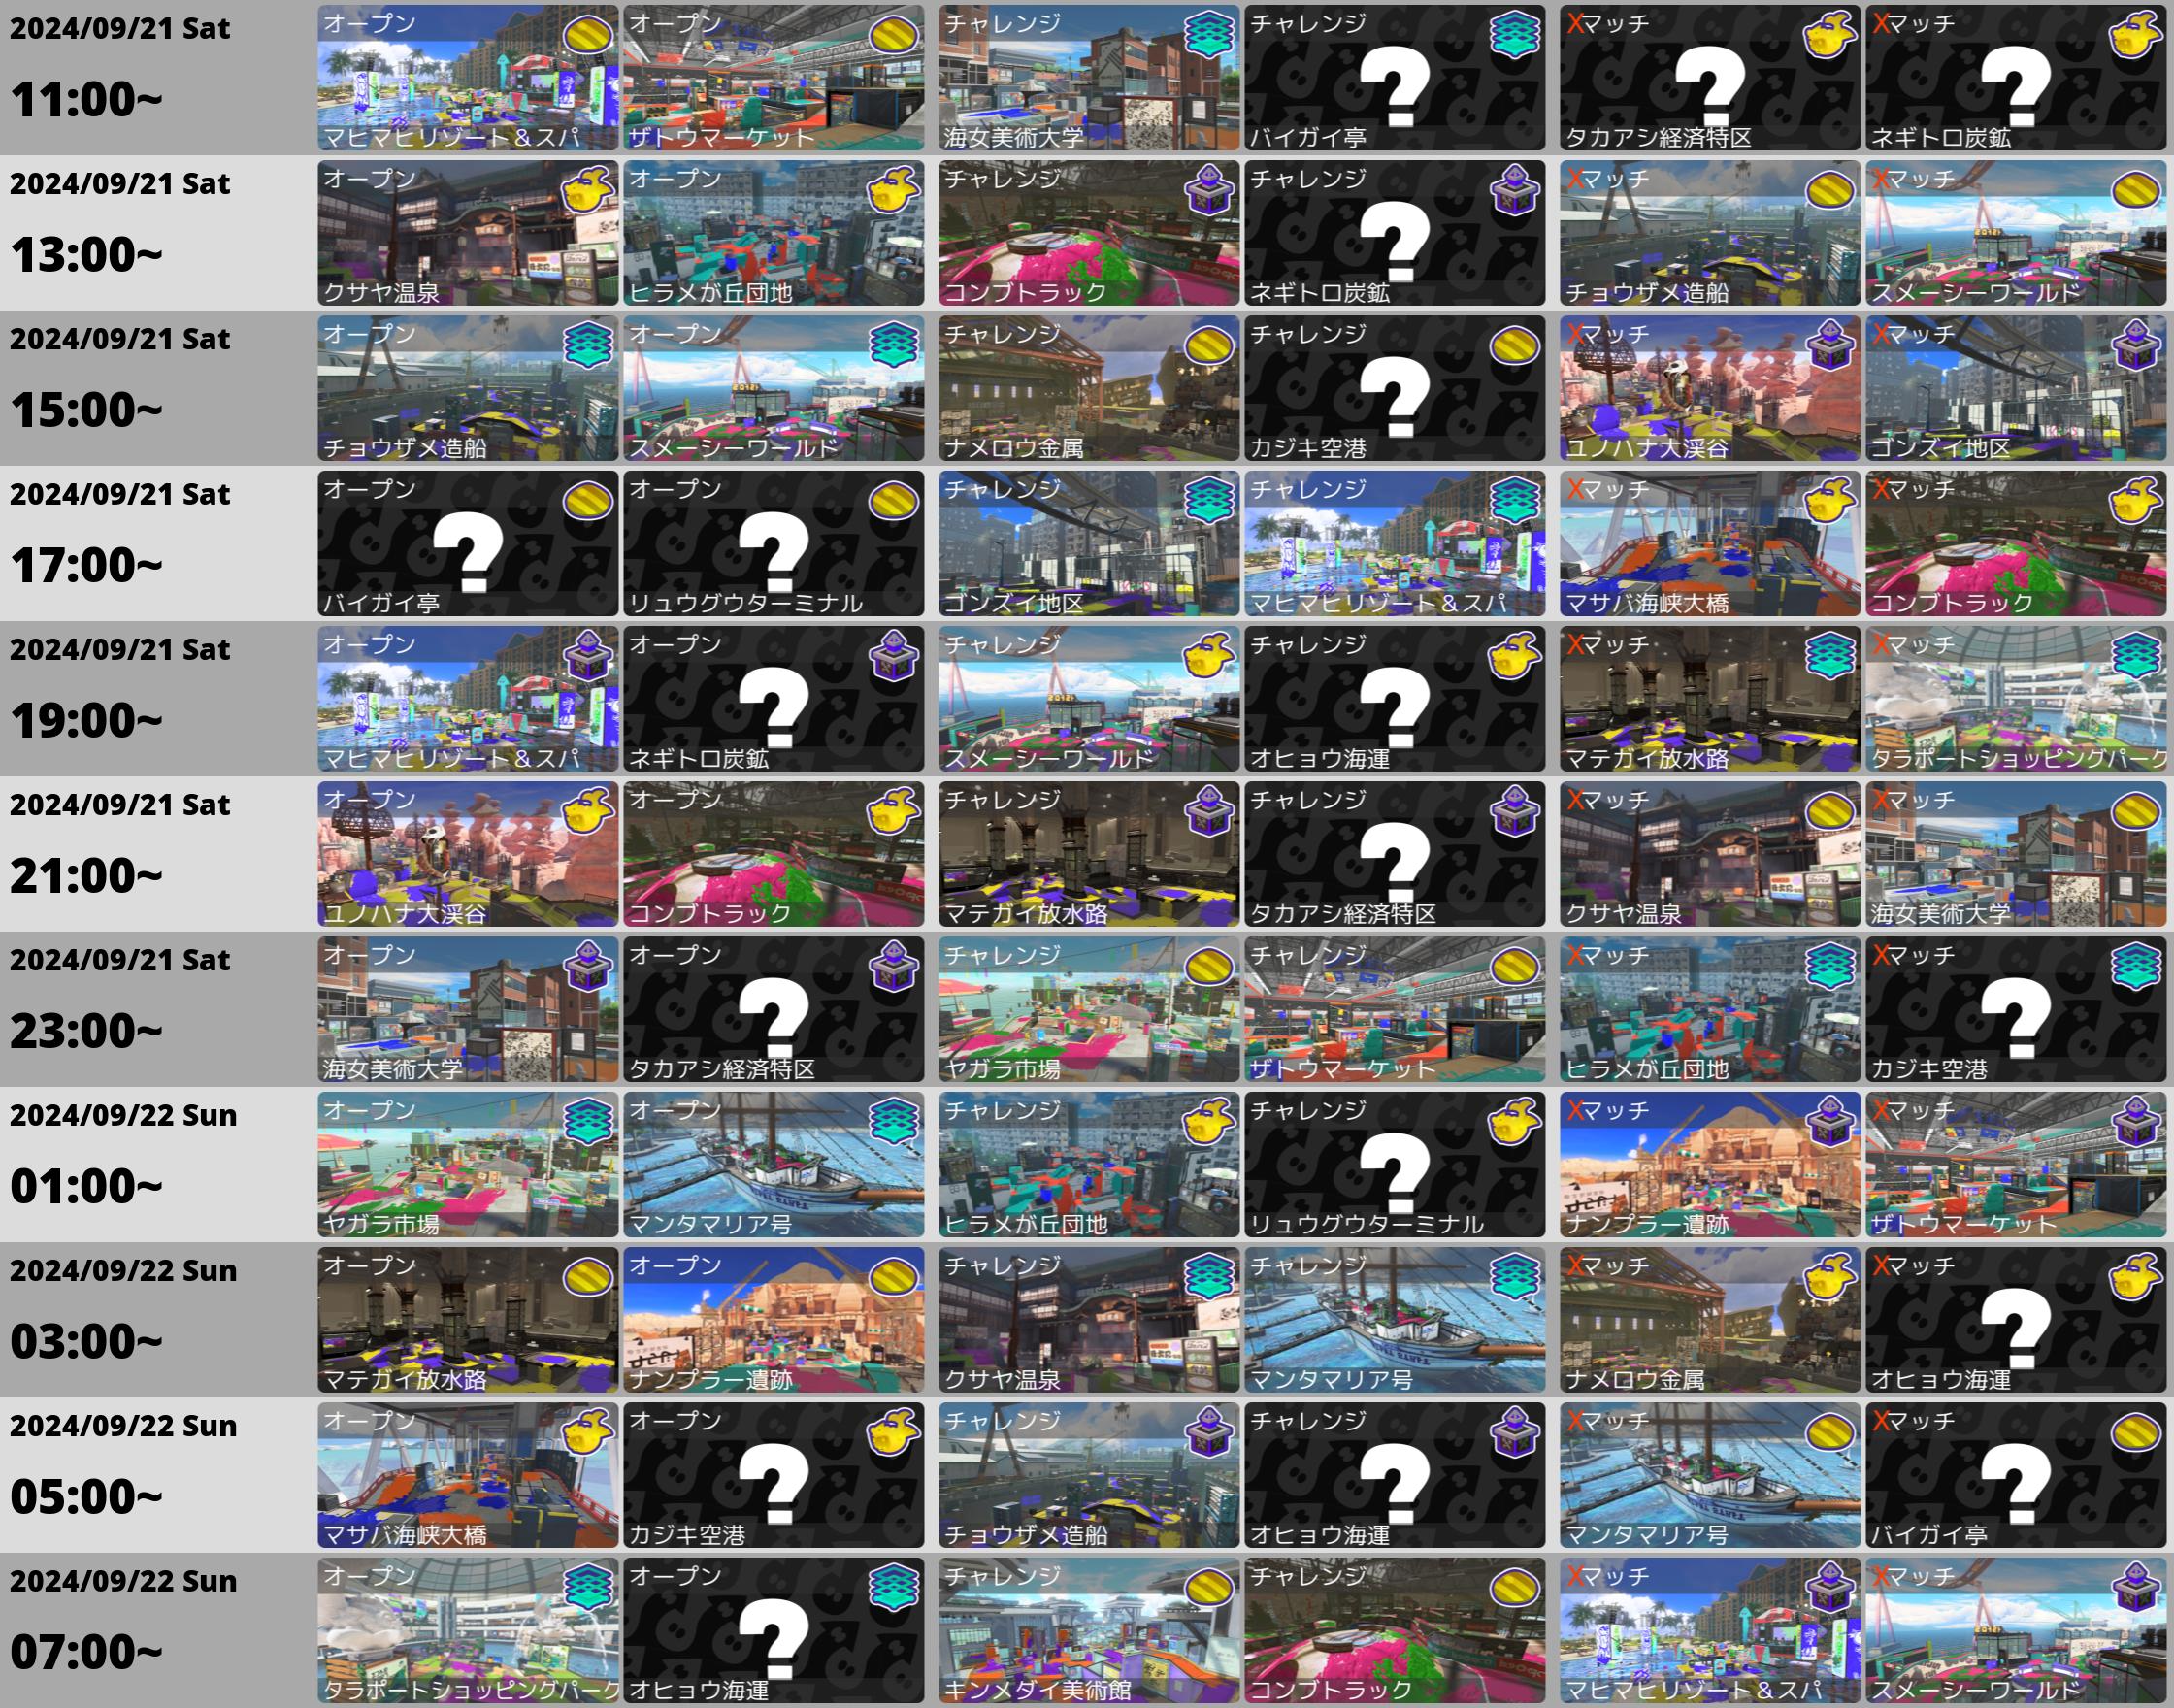 2024/09/21 Sat
11:00~
オープン
マヒマヒリゾート＆スパ
オープン
ザトウマーケット
チャレンジ
海女美術大学
チャレンジ
バイガイ亭
Xマッチ
タカアシ経済特区
Xマッチ
ネギトロ炭鉱
2024/09/21 Sat
13:00~
オープン
クサヤ温泉
オープン
ヒラメが丘団地
チャレンジ
コンブトラック
チャレンジ
ネギトロ炭鉱
Xマッチ
チョウザメ造船
Xマッチ
スメーシーワールド
2024/09/21 Sat
15:00~
オープン
チョウザメ造船
オープン
スメーシーワールド
チャレンジ
ナメロウ金属
チャレンジ
カジキ空港
Xマッチ
ユノハナ大渓谷
Xマッチ
ゴンズイ地区
2024/09/21 Sat
17:00~
オープン
バイガイ亭
オープン
リュウグウターミナル
チャレンジ
ゴンズイ地区
チャレンジ
マヒマヒリゾート＆スパ
Xマッチ
マサバ海峡大橋
Xマッチ
コンブトラック
2024/09/21 Sat
19:00~
オープン
マヒマヒリゾート＆スパ
オープン
ネギトロ炭鉱
チャレンジ
スメーシーワールド
チャレンジ
オヒョウ海運
Xマッチ
マテガイ放水路
Xマッチ
タラポートショッピングパーク
2024/09/21 Sat
21:00~
オープン
ユノハナ大渓谷
オープン
コンブトラック
チャレンジ
マテガイ放水路
チャレンジ
タカアシ経済特区
Xマッチ
クサヤ温泉
Xマッチ
海女美術大学
2024/09/21 Sat
23:00~
オープン
海女美術大学
オープン
タカアシ経済特区
チャレンジ
ヤガラ市場
チャレンジ
ザトウマーケット
Xマッチ
ヒラメが丘団地
Xマッチ
カジキ空港
2024/09/22 Sun
01:00~
オープン
ヤガラ市場
オープン
マンタマリア号
チャレンジ
ヒラメが丘団地
チャレンジ
リュウグウターミナル
Xマッチ
ナンプラー遺跡
Xマッチ
ザトウマーケット
2024/09/22 Sun
03:00~
オープン
マテガイ放水路
オープン
ナンプラー遺跡
チャレンジ
クサヤ温泉
チャレンジ
マンタマリア号
Xマッチ
ナメロウ金属
Xマッチ
オヒョウ海運
2024/09/22 Sun
05:00~
オープン
マサバ海峡大橋
オープン
カジキ空港
チャレンジ
チョウザメ造船
チャレンジ
オヒョウ海運
Xマッチ
マンタマリア号
Xマッチ
バイガイ亭
2024/09/22 Sun
07:00~
オープン
タラポートショッピングパーク
オープン
オヒョウ海運
チャレンジ
キンメダイ美術館
チャレンジ
コンブトラック
Xマッチ
マヒマヒリゾート＆スパ
Xマッチ
スメーシーワールド